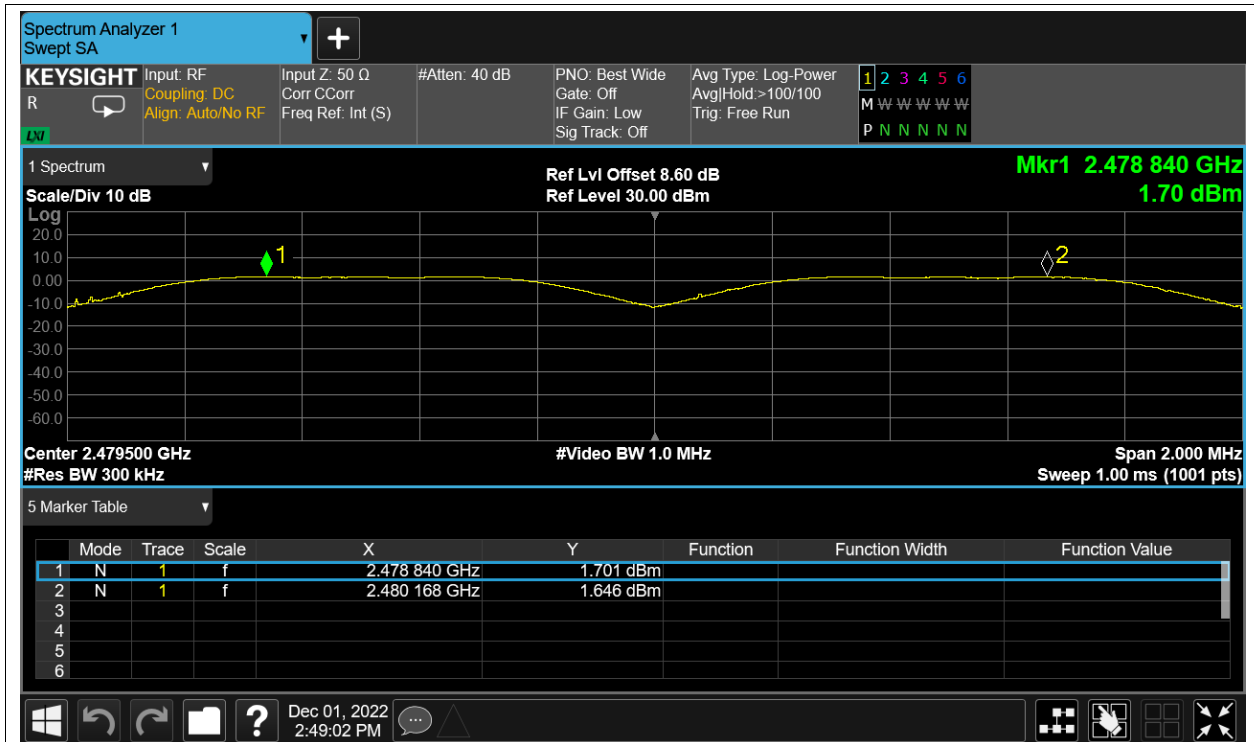 Spectrum Analyzer 1
Swept SA
KEYSIGHT
R
LXI
Input: RF
Coupling: DC
Align: Auto/No RF
Input Z: 50 Ω
Corr CCorr
Freq Ref: Int (S)
#Atten: 40 dB
PNO: Best Wide
Gate: Off
IF Gain: Low
Sig Track: Off
Avg Type: Log-Power
Avg|Hold:>100/100
Trig: Free Run
1 2 3 4 5 6
M W W W W W
P N N N N N
1 Spectrum
Scale/Div 10 dB
Ref Lvl Offset 8.60 dB
Ref Level 30.00 dBm
Mkr1 2.478 840 GHz
1.70 dBm
Log
20.0
10.0
0.00
-10.0
-20.0
-30.0
-40.0
-50.0
-60.0
1
2
Center 2.479500 GHz
#Res BW 300 kHz
#Video BW 1.0 MHz
Span 2.000 MHz
Sweep 1.00 ms (1001 pts)
5 Marker Table
Mode Trace Scale X Y Function Function Width Function Value
1 N 1 f 2.478 840 GHz 1.701 dBm
2 N 1 f 2.480 168 GHz 1.646 dBm
3
4
5
6
?
Dec 01, 2022
2:49:02 PM